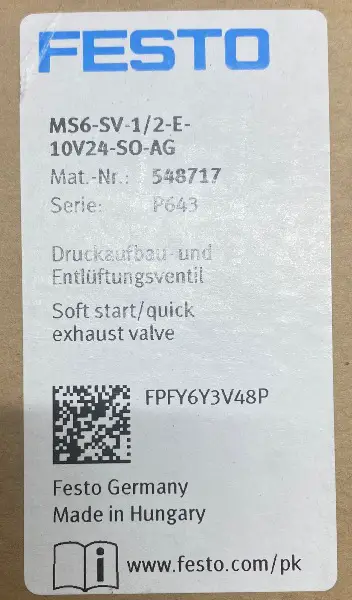 FESTO
MS6-SV-1/2-E-
10V24-SO-AG
Mat.-Nr.: 548717
Serie: P643
Druckaufbau- und
Entlüftungsventil
Soft start/quick
exhaust valve
FPFY6Y3V48P
Festo Germany
Made in Hungary
i www.festo.com/pk